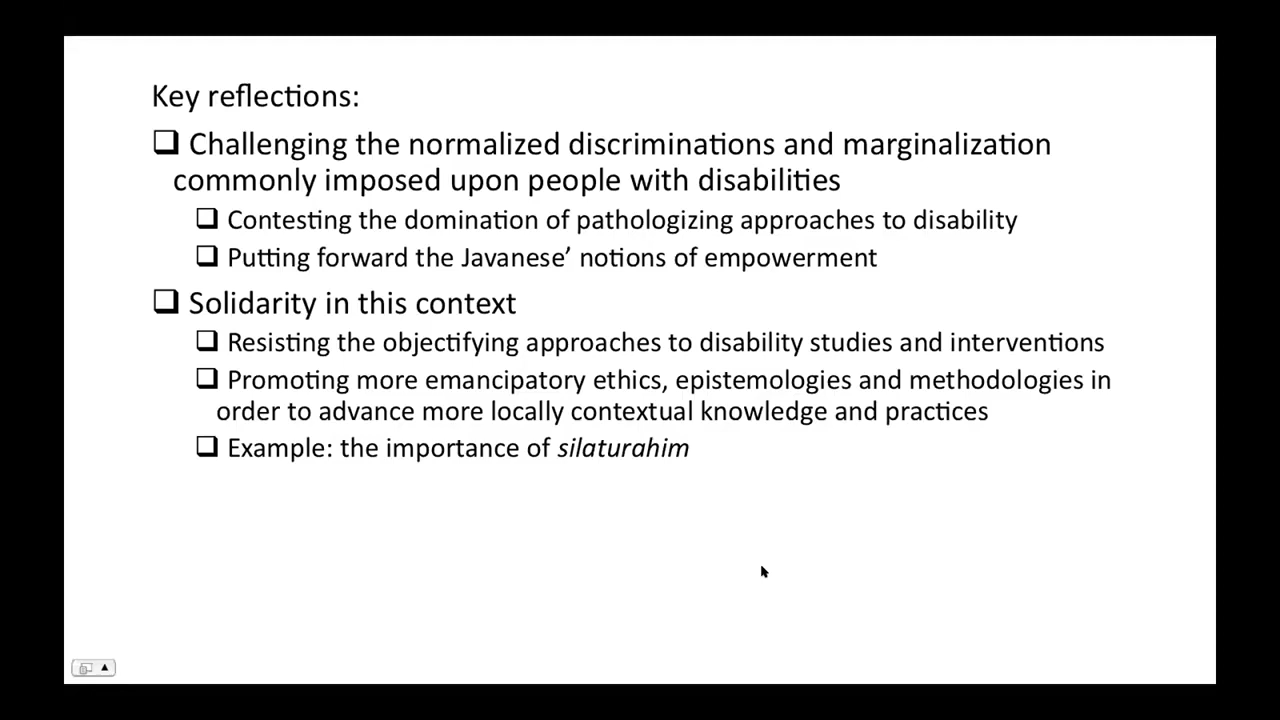 Key reflections:
❑ Challenging the normalized discriminations and marginalization
commonly imposed upon people with disabilities
❑ Contesting the domination of pathologizing approaches to disability
❑ Putting forward the Javanese’ notions of empowerment
❑ Solidarity in this context
❑ Resisting the objectifying approaches to disability studies and interventions
❑ Promoting more emancipatory ethics, epistemologies and methodologies in
order to advance more locally contextual knowledge and practices
❑ Example: the importance of silaturahim